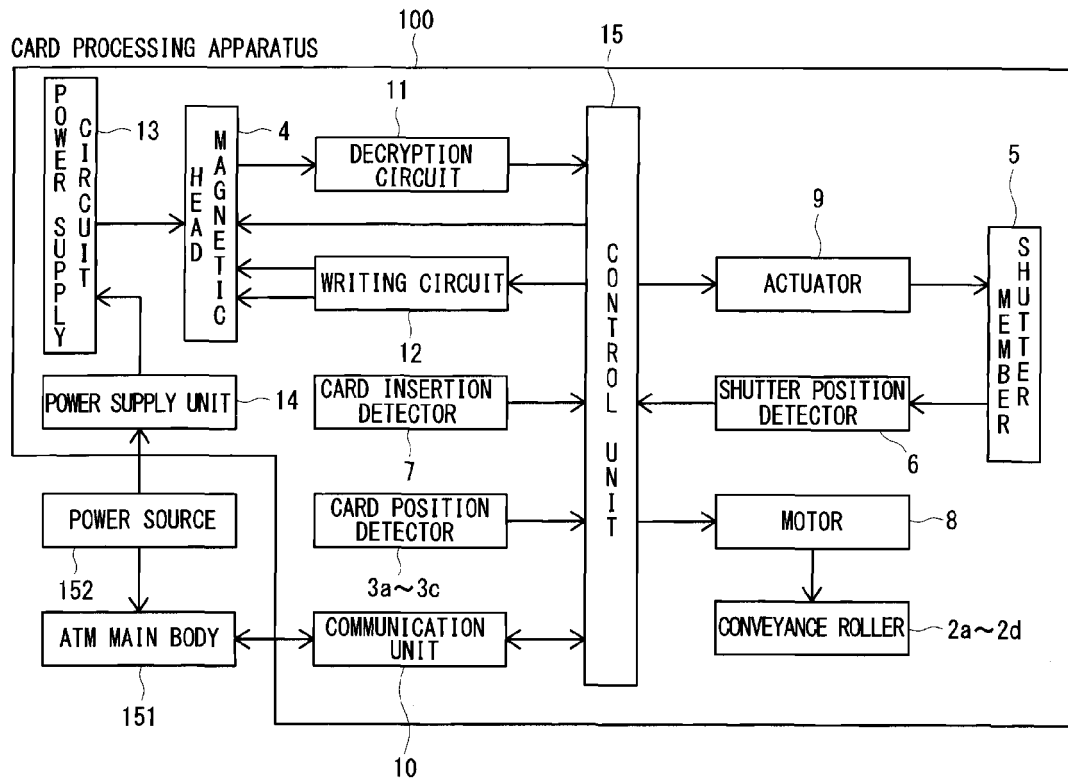 CARD PROCESSING APPARATUS
100
15
POWER SUPPLY
CIRCUIT
13
MAGNETIC
HEAD
4
11
DECRYPTION
CIRCUIT
WRITING CIRCUIT
12
POWER SUPPLY UNIT
14
CARD INSERTION
DETECTOR
7
POWER SOURCE
152
CARD POSITION
DETECTOR
3a~3c
ATM MAIN BODY
151
COMMUNICATION
UNIT
10
CONTROL UNIT
9
ACTUATOR
5
SHUTTER
MEMBER
SHUTTER POSITION
DETECTOR
6
MOTOR
8
CONVEYANCE ROLLER
2a~2d